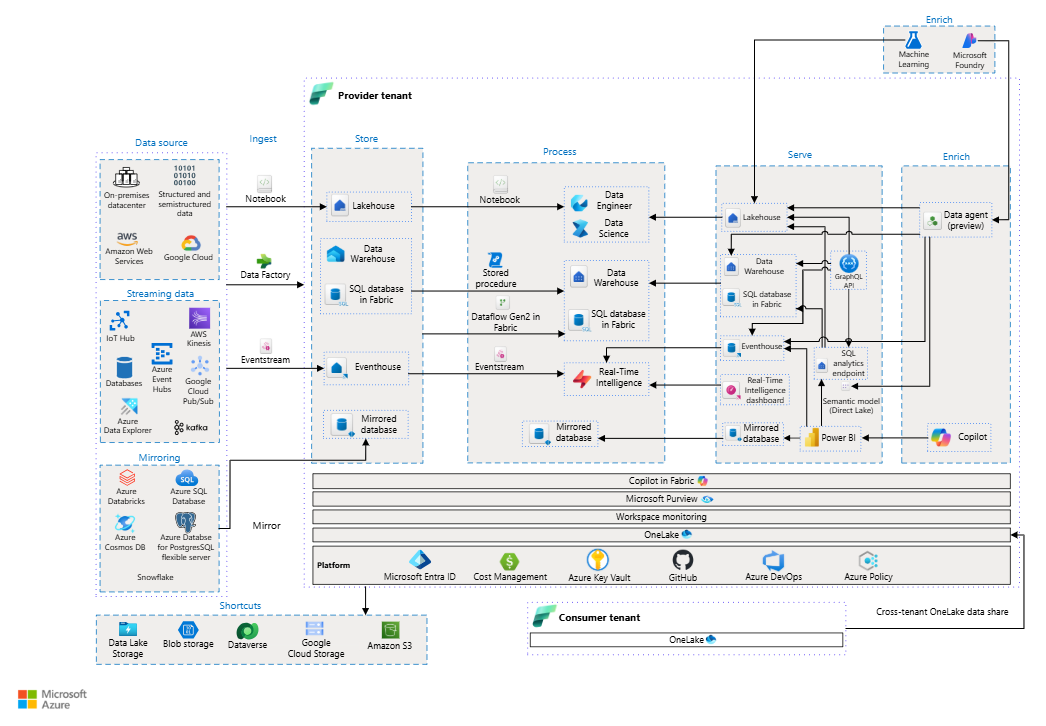 Enrich
Machine
Learning
Microsoft
Foundry
Provider tenant
Data source
Ingest
Store
Process
Serve
Enrich
On-premises
datacenter
10101
01010
00100
Structured and
semistructured
data
aws
Amazon Web
Services
Google Cloud
Notebook
Lakehouse
Notebook
Data
Engineer
Data
Science
Lakehouse
Data agent
(preview)
Data Factory
Data
Warehouse
SQL database
in Fabric
Stored
procedure
Dataflow Gen2 in
Fabric
Data
Warehouse
SQL database
in Fabric
Data
Warehouse
SQL database
in Fabric
GraphQL
API
Streaming data
IoT Hub
AWS
Kinesis
Databases
Azure
Event
Hubs
Google
Cloud
Pub/Sub
Azure
Data Explorer
kafka
Eventstream
Eventhouse
Eventstream
Real-Time
Intelligence
Eventhouse
SQL
analytics
endpoint
Real-Time
Intelligence
dashboard
Semantic model
(Direct Lake)
Mirrored
database
Mirrored
database
Mirrored
database
Power BI
Copilot
Mirroring
Azure
Databricks
SQL
Azure SQL
Database
Azure
Cosmos DB
Azure Databse
for PostgresSQL
flexible server
Snowflake
Mirror
Copilot in Fabric
Microsoft Purview
Workspace monitoring
OneLake
Platform
Microsoft Entra ID
Cost Management
Azure Key Vault
GitHub
Azure DevOps
Azure Policy
Shortcuts
Data Lake
Storage
Blob storage
Dataverse
Google
Cloud Storage
Amazon S3
Consumer tenant
OneLake
Cross-tenant OneLake data share
Microsoft
Azure